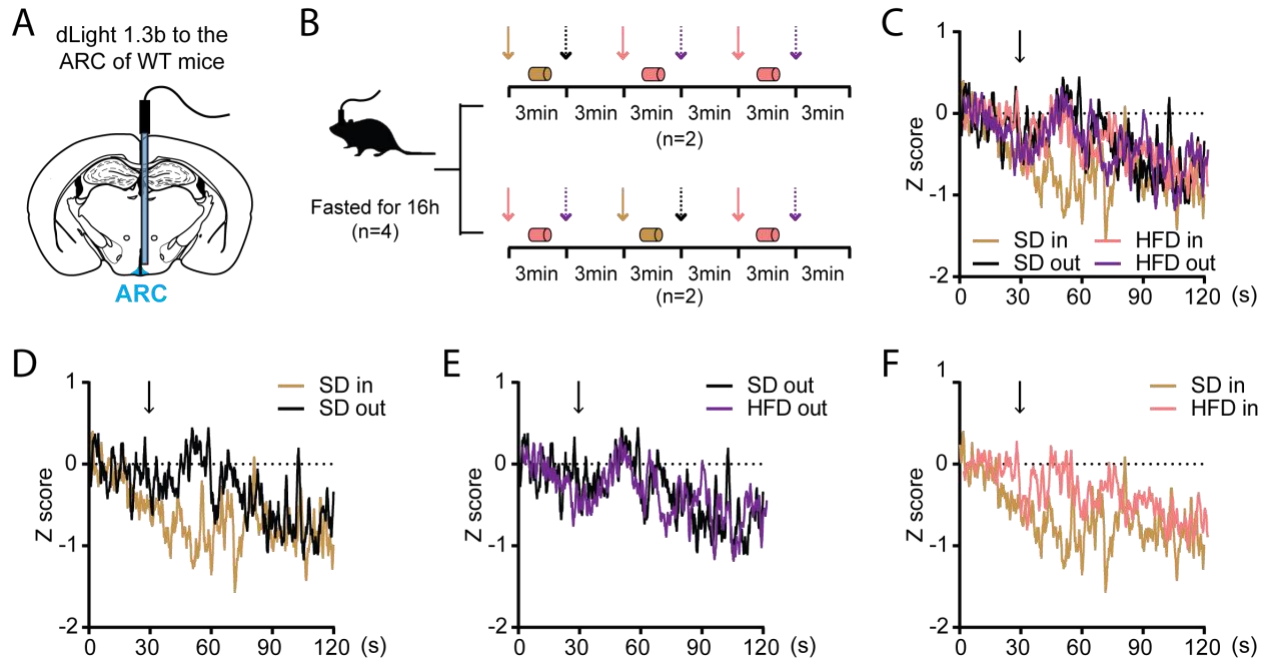 A
dLight 1.3b to the
ARC of WT mice
ARC
B
Fasted for 16h
(n=4)
3min 3min 3min 3min 3min 3min
(n=2)
3min 3min 3min 3min 3min 3min
(n=2)
C
Z score
1
0
-1
-2
SD in HFD in
SD out HFD out
0 30 60 90 120 (s)
D
Z score
1
0
-1
-2
SD in
SD out
0 30 60 90 120 (s)
E
Z score
1
0
-1
-2
SD out
HFD out
0 30 60 90 120 (s)
F
Z score
1
0
-1
-2
SD in
HFD in
0 30 60 90 120 (s)